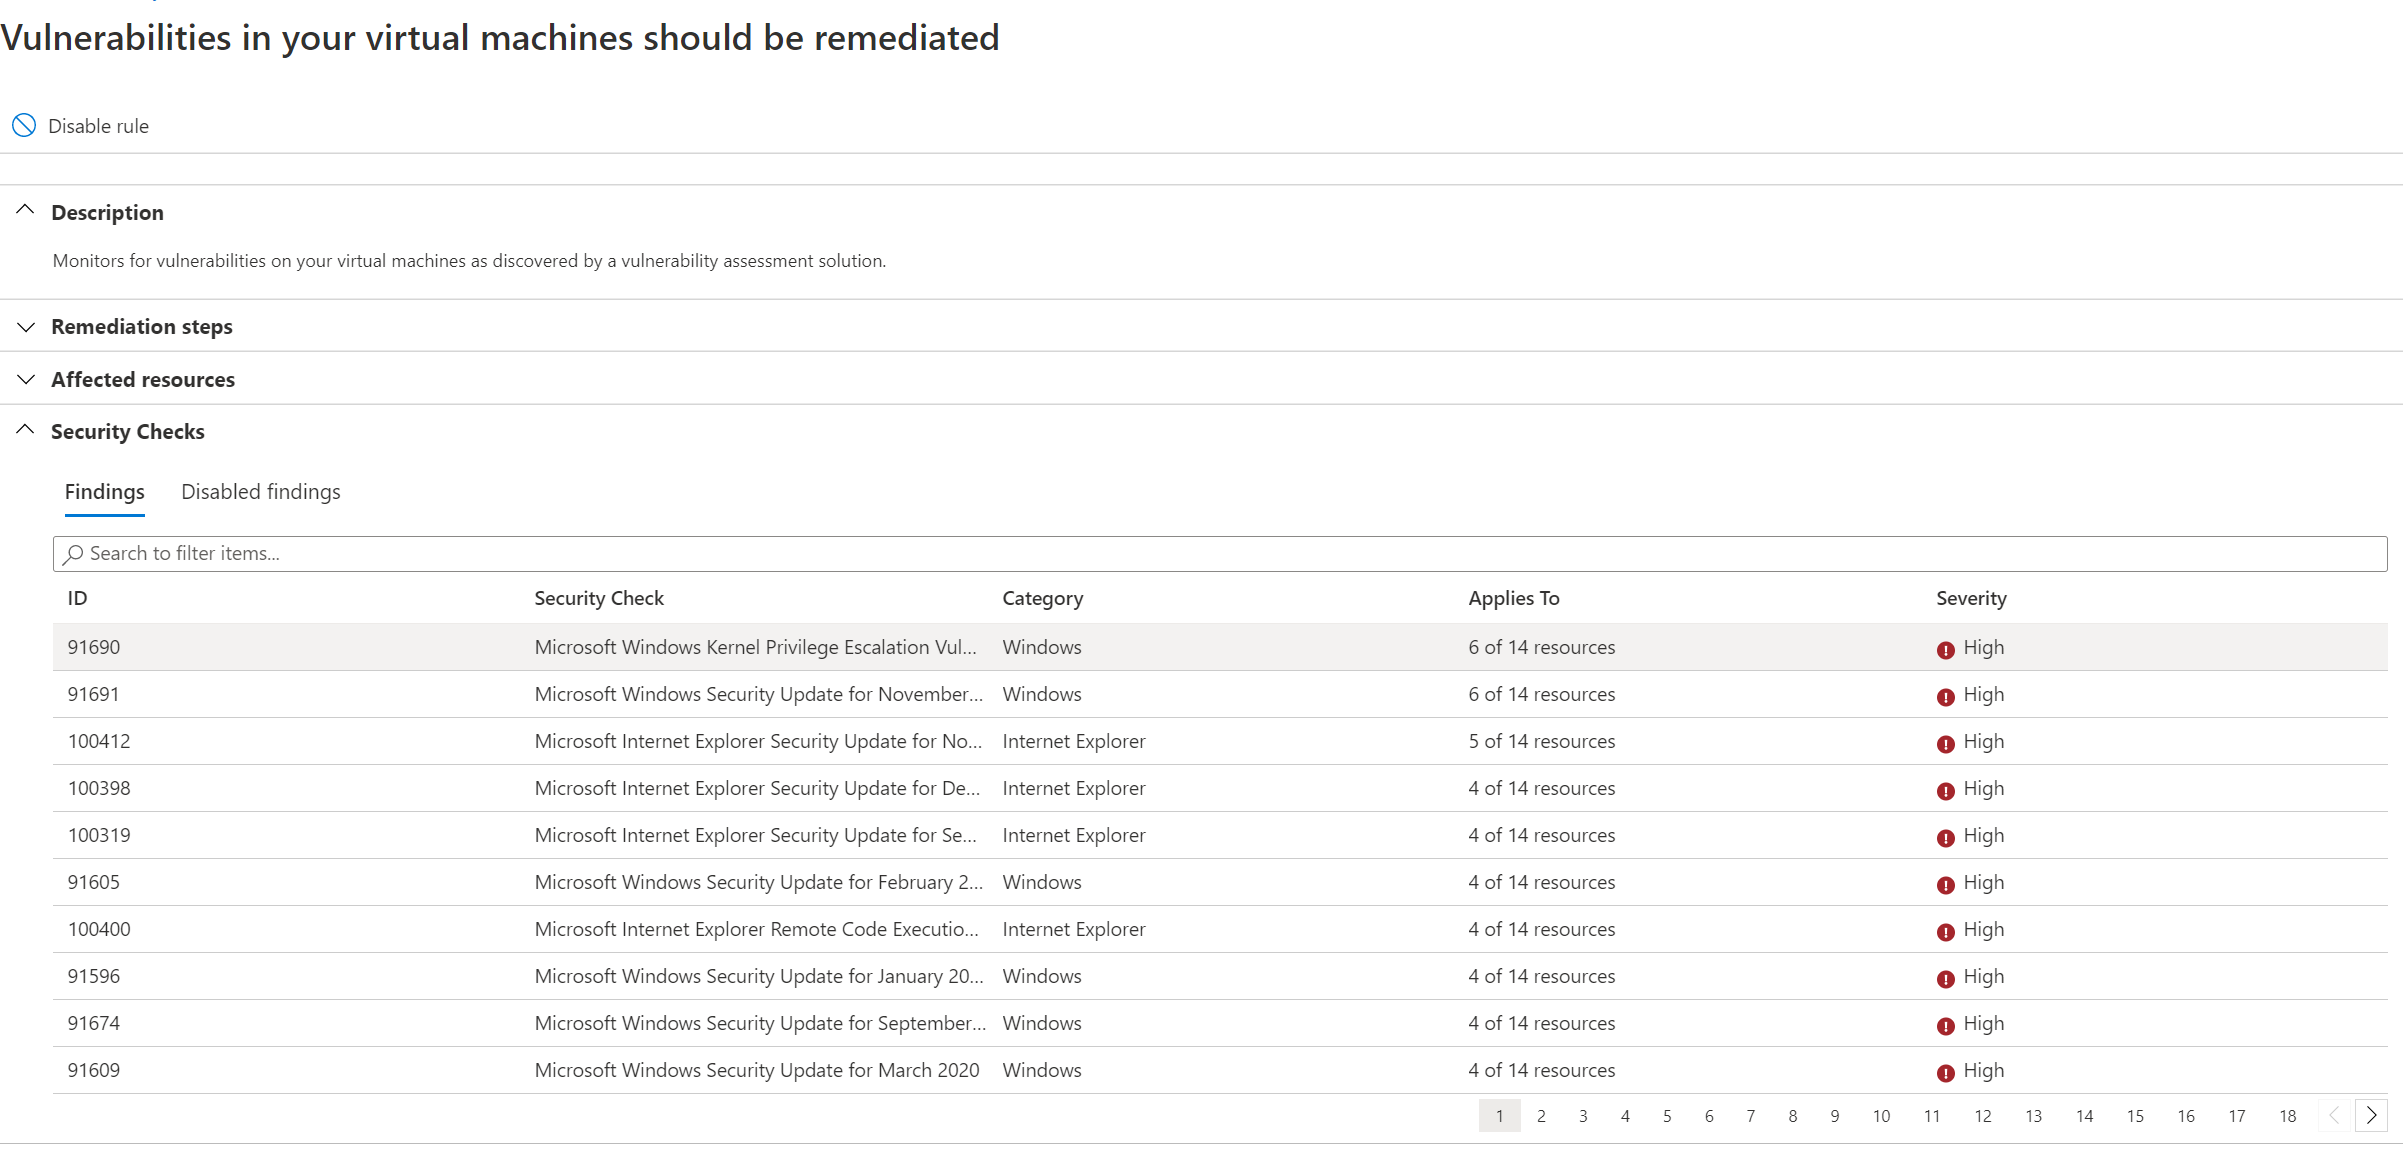 Vulnerabilities in your virtual machines should be remediated
Disable rule
Description
Monitors for vulnerabilities on your virtual machines as discovered by a vulnerability assessment solution.
Remediation steps
Affected resources
Security Checks
Findings Disabled findings
Search to filter items...
ID Security Check Category Applies To Severity
91690 Microsoft Windows Kernel Privilege Escalation Vul... Windows 6 of 14 resources High
91691 Microsoft Windows Security Update for November... Windows 6 of 14 resources High
100412 Microsoft Internet Explorer Security Update for No... Internet Explorer 5 of 14 resources High
100398 Microsoft Internet Explorer Security Update for De... Internet Explorer 4 of 14 resources High
100319 Microsoft Internet Explorer Security Update for Se... Internet Explorer 4 of 14 resources High
91605 Microsoft Windows Security Update for February 2... Windows 4 of 14 resources High
100400 Microsoft Internet Explorer Remote Code Executio... Internet Explorer 4 of 14 resources High
91596 Microsoft Windows Security Update for January 20... Windows 4 of 14 resources High
91674 Microsoft Windows Security Update for September... Windows 4 of 14 resources High
91609 Microsoft Windows Security Update for March 2020 Windows 4 of 14 resources High
1 2 3 4 5 6 7 8 9 10 11 12 13 14 15 16 17 18